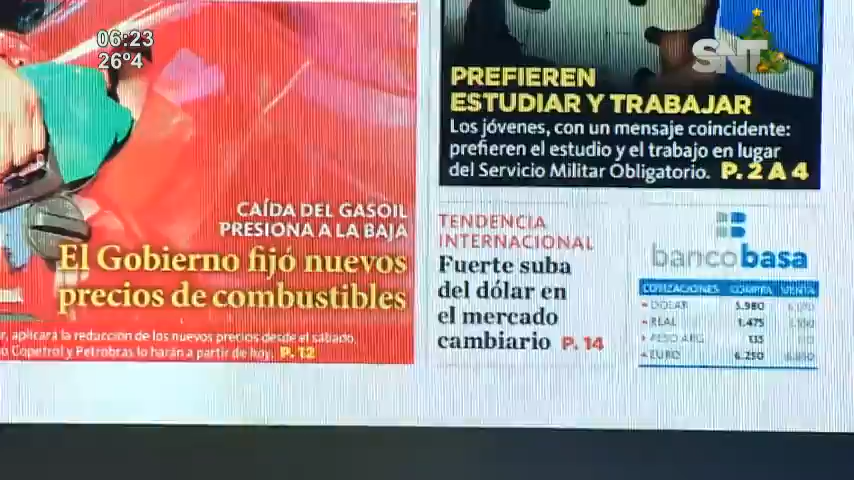 06:23
26°4
SNT
PREFIEREN
ESTUDIAR Y TRABAJAR
Los jóvenes, con un mensaje coincidente:
prefieren el estudio y el trabajo en lugar
del Servicio Militar Obligatorio. P. 2 A 4
CAÍDA DEL GASOIL
PRESIONA A LA BAJA
El Gobierno fijó nuevos
precios de combustibles
aplicará la reducción de los nuevos precios desde el sábado,
Copetrol y Petrobras lo harán a partir de hoy. P. 12
TENDENCIA
INTERNACIONAL
Fuerte suba
del dólar en
el mercado
cambiario P. 14
bancobasa
COTIZACIONES COMPRA VENTA
DÓLAR 5.980
REAL 1.475
PESO ARG 135
EURO 6.250